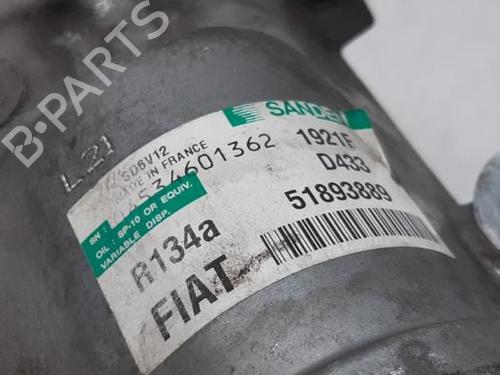 B-PARTS
L21
SANDEN
SD6V12
MADE IN FRANCE
1921F
D433
51893889
SN :
OIL : SP-10 OR EQUIV.
VARIABLE DISP.
R134a
FIAT